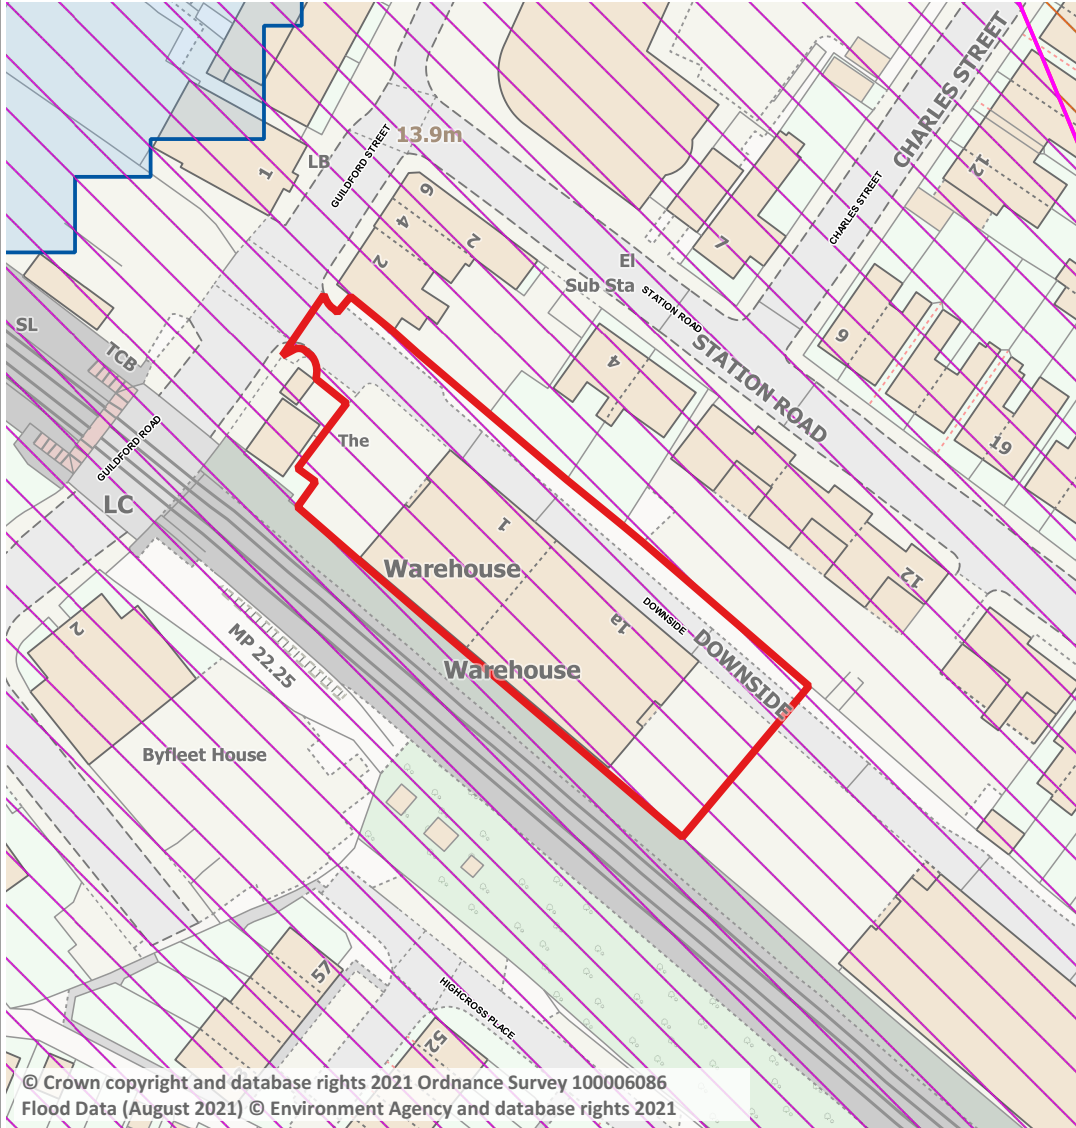 CHARLES STREET
GUILDFORD STREET
13.9m
LB
1
6
4
2
2
12
CHARLES STREET
7
El
Sub Sta
STATION ROAD
STATION ROAD
SL
TCB
GUILDFORD ROAD
LC
The
4
9
19
1
Warehouse
1a
Warehouse
DOWNSIDE
DOWNSIDE
12
2
MP 22.25
Byfleet House
57
52
HIGHCROSS PLACE
© Crown copyright and database rights 2021 Ordnance Survey 100006086
Flood Data (August 2021) © Environment Agency and database rights 2021